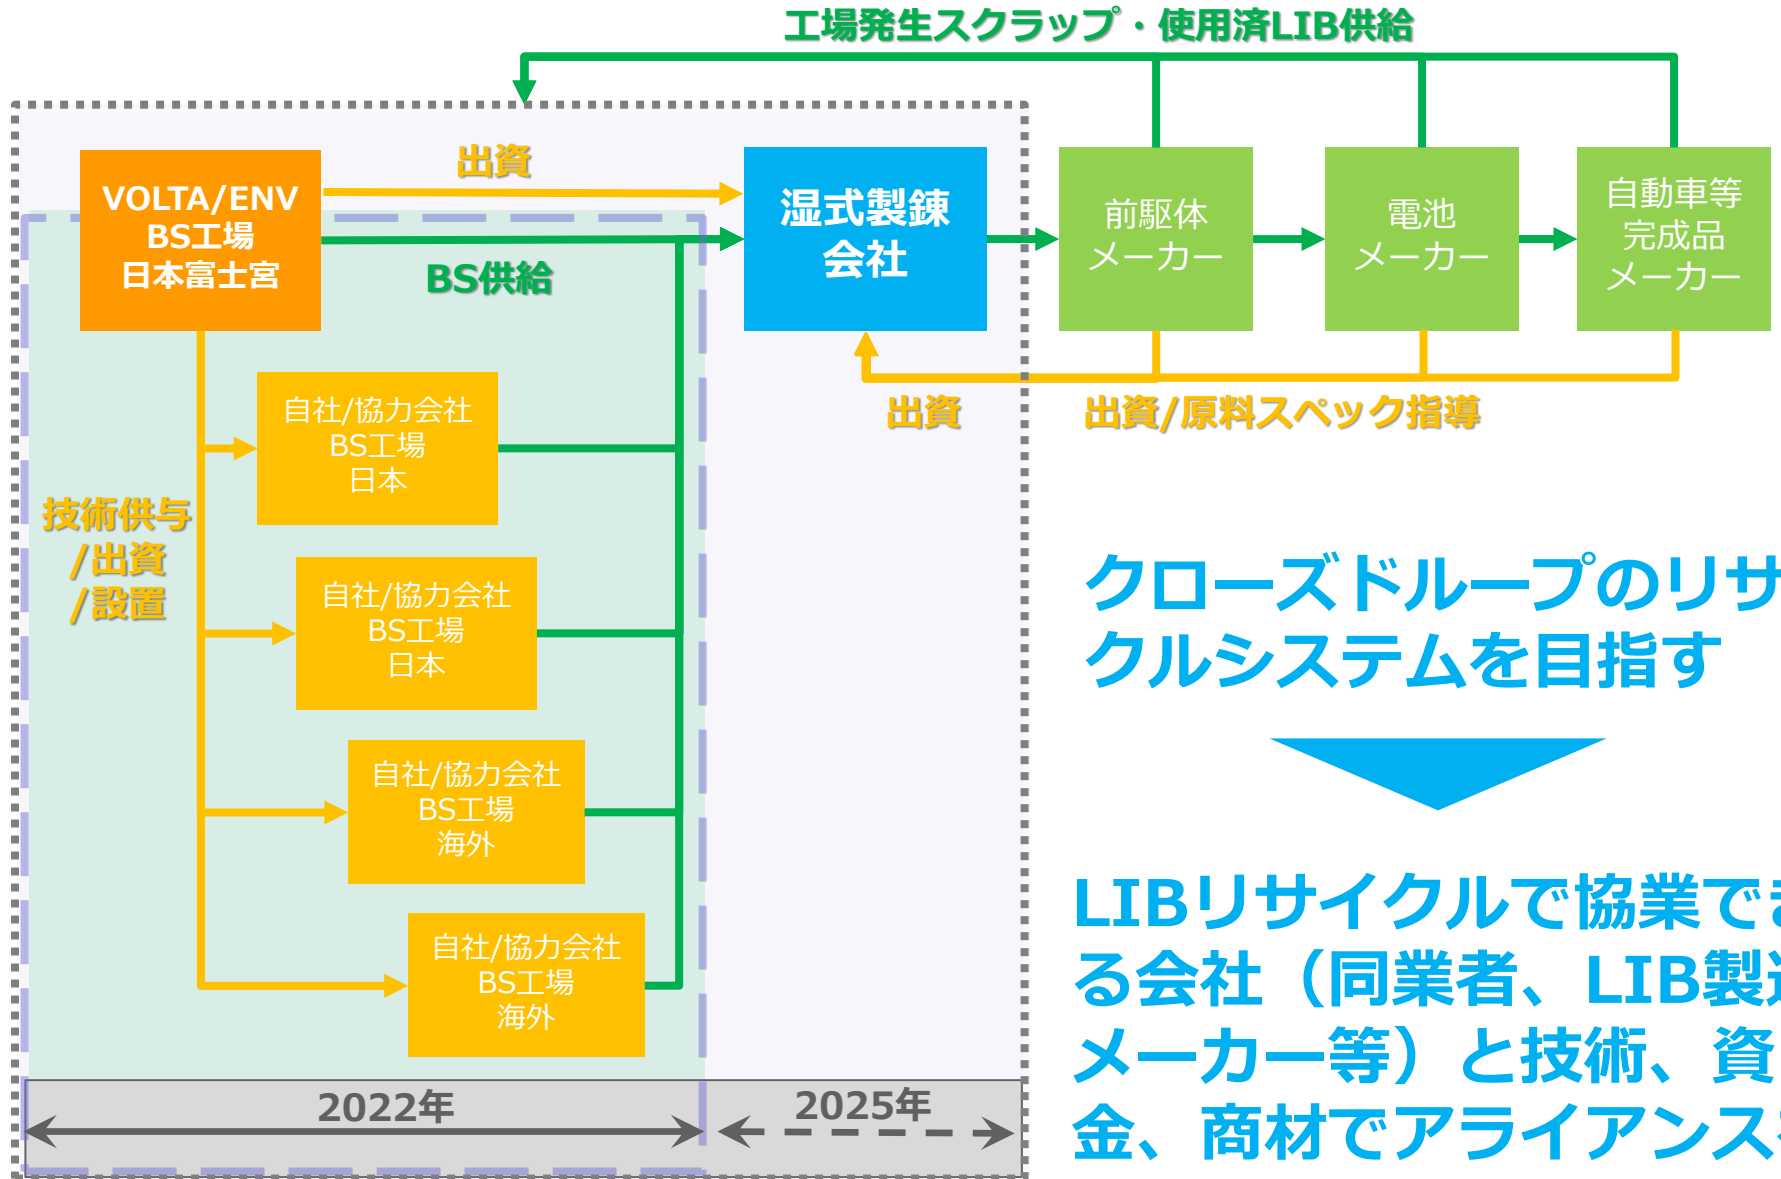 工場発生スクラップ・使用済LIB供給
出資
VOLTA/ENV
BS工場
日本富士宮
BS供給
湿式製錬
会社
前駆体
メーカー
電池
メーカー
自動車等
完成品
メーカー
出資
出資/原料スペック指導
自社/協力会社
BS工場
日本
技術供与
/出資
/設置
自社/協力会社
BS工場
日本
自社/協力会社
BS工場
海外
自社/協力会社
BS工場
海外
2022年
2025年
クローズドループのリサ
クルシステムを目指す
LIBリサイクルで協業でき
る会社（同業者、LIB製造
メーカー等）と技術、資
金、商材でアライアンス